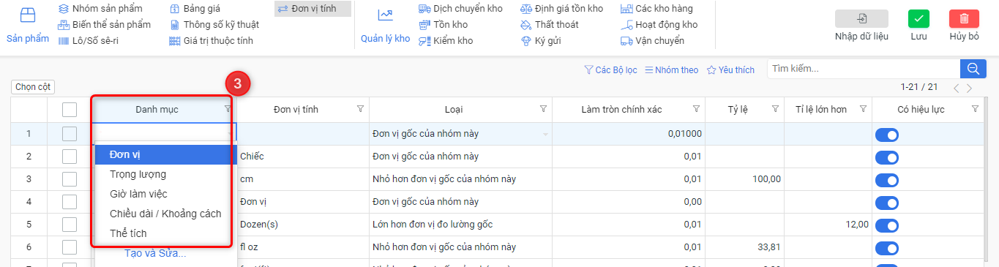 Sản phẩm
Nhóm sản phẩm
Biến thể sản phẩm
Lô/Số sê-ri
Bảng giá
Thông số kỹ thuật
Giá trị thuộc tính
Đơn vị tính
Quản lý kho
Dịch chuyển kho
Tồn kho
Kiểm kho
Định giá tồn kho
Thất thoát
Ký gửi
Các kho hàng
Hoạt động kho
Vận chuyển
Nhập dữ liệu
Lưu
Hủy bỏ
Các Bộ lọc Nhóm theo Yêu thích Tìm kiếm...
Chọn cột
3
1-21 / 21
Danh mục Đơn vị tính Loại Làm tròn chính xác Tỷ lệ Tỉ lệ lớn hơn Có hiệu lực
1 Đơn vị gốc của nhóm này 0,01000
Đơn vị
Trọng lượng
Giờ làm việc
Chiều dài / Khoảng cách
Thể tích
Tạo và Sửa...
2 Chiếc Đơn vị gốc của nhóm này 0,01
3 cm Nhỏ hơn đơn vị gốc của nhóm này 0,01 100,00
4 Đơn vị Đơn vị gốc của nhóm này 0,00
5 Dozen(s) Lớn hơn đơn vị đo lường gốc 0,01 12,00
6 fl oz Nhỏ hơn đơn vị gốc của nhóm này 0,01 33,81